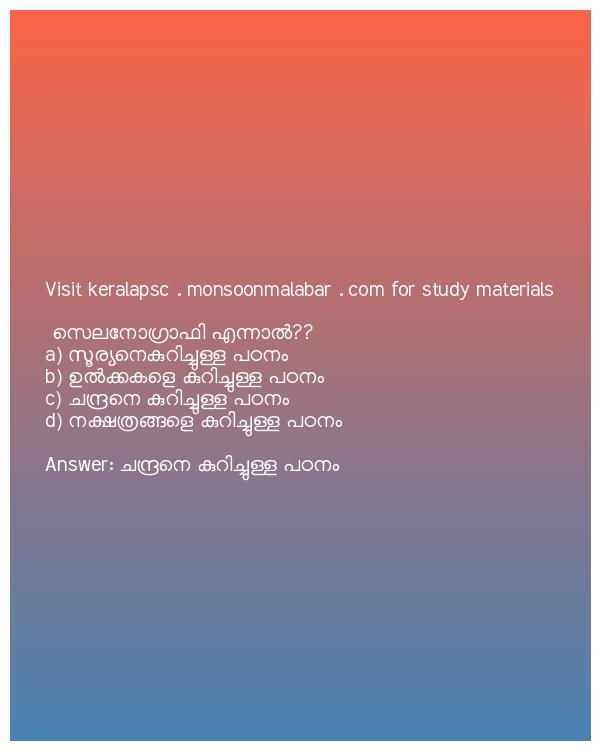 Visit keralapsc . monsoonmalabar . com for study materials
സെലനോഗ്രാഫി എന്നാൽ??
a) സൂര്യനെകുറിച്ചുള്ള പഠനം
b) ഉൽക്കകളെ കുറിച്ചുള്ള പഠനം
c) ചന്ദ്രനെ കുറിച്ചുള്ള പഠനം
d) നക്ഷത്രങ്ങളെ കുറിച്ചുള്ള പഠനം
Answer: ചന്ദ്രനെ കുറിച്ചുള്ള പഠനം